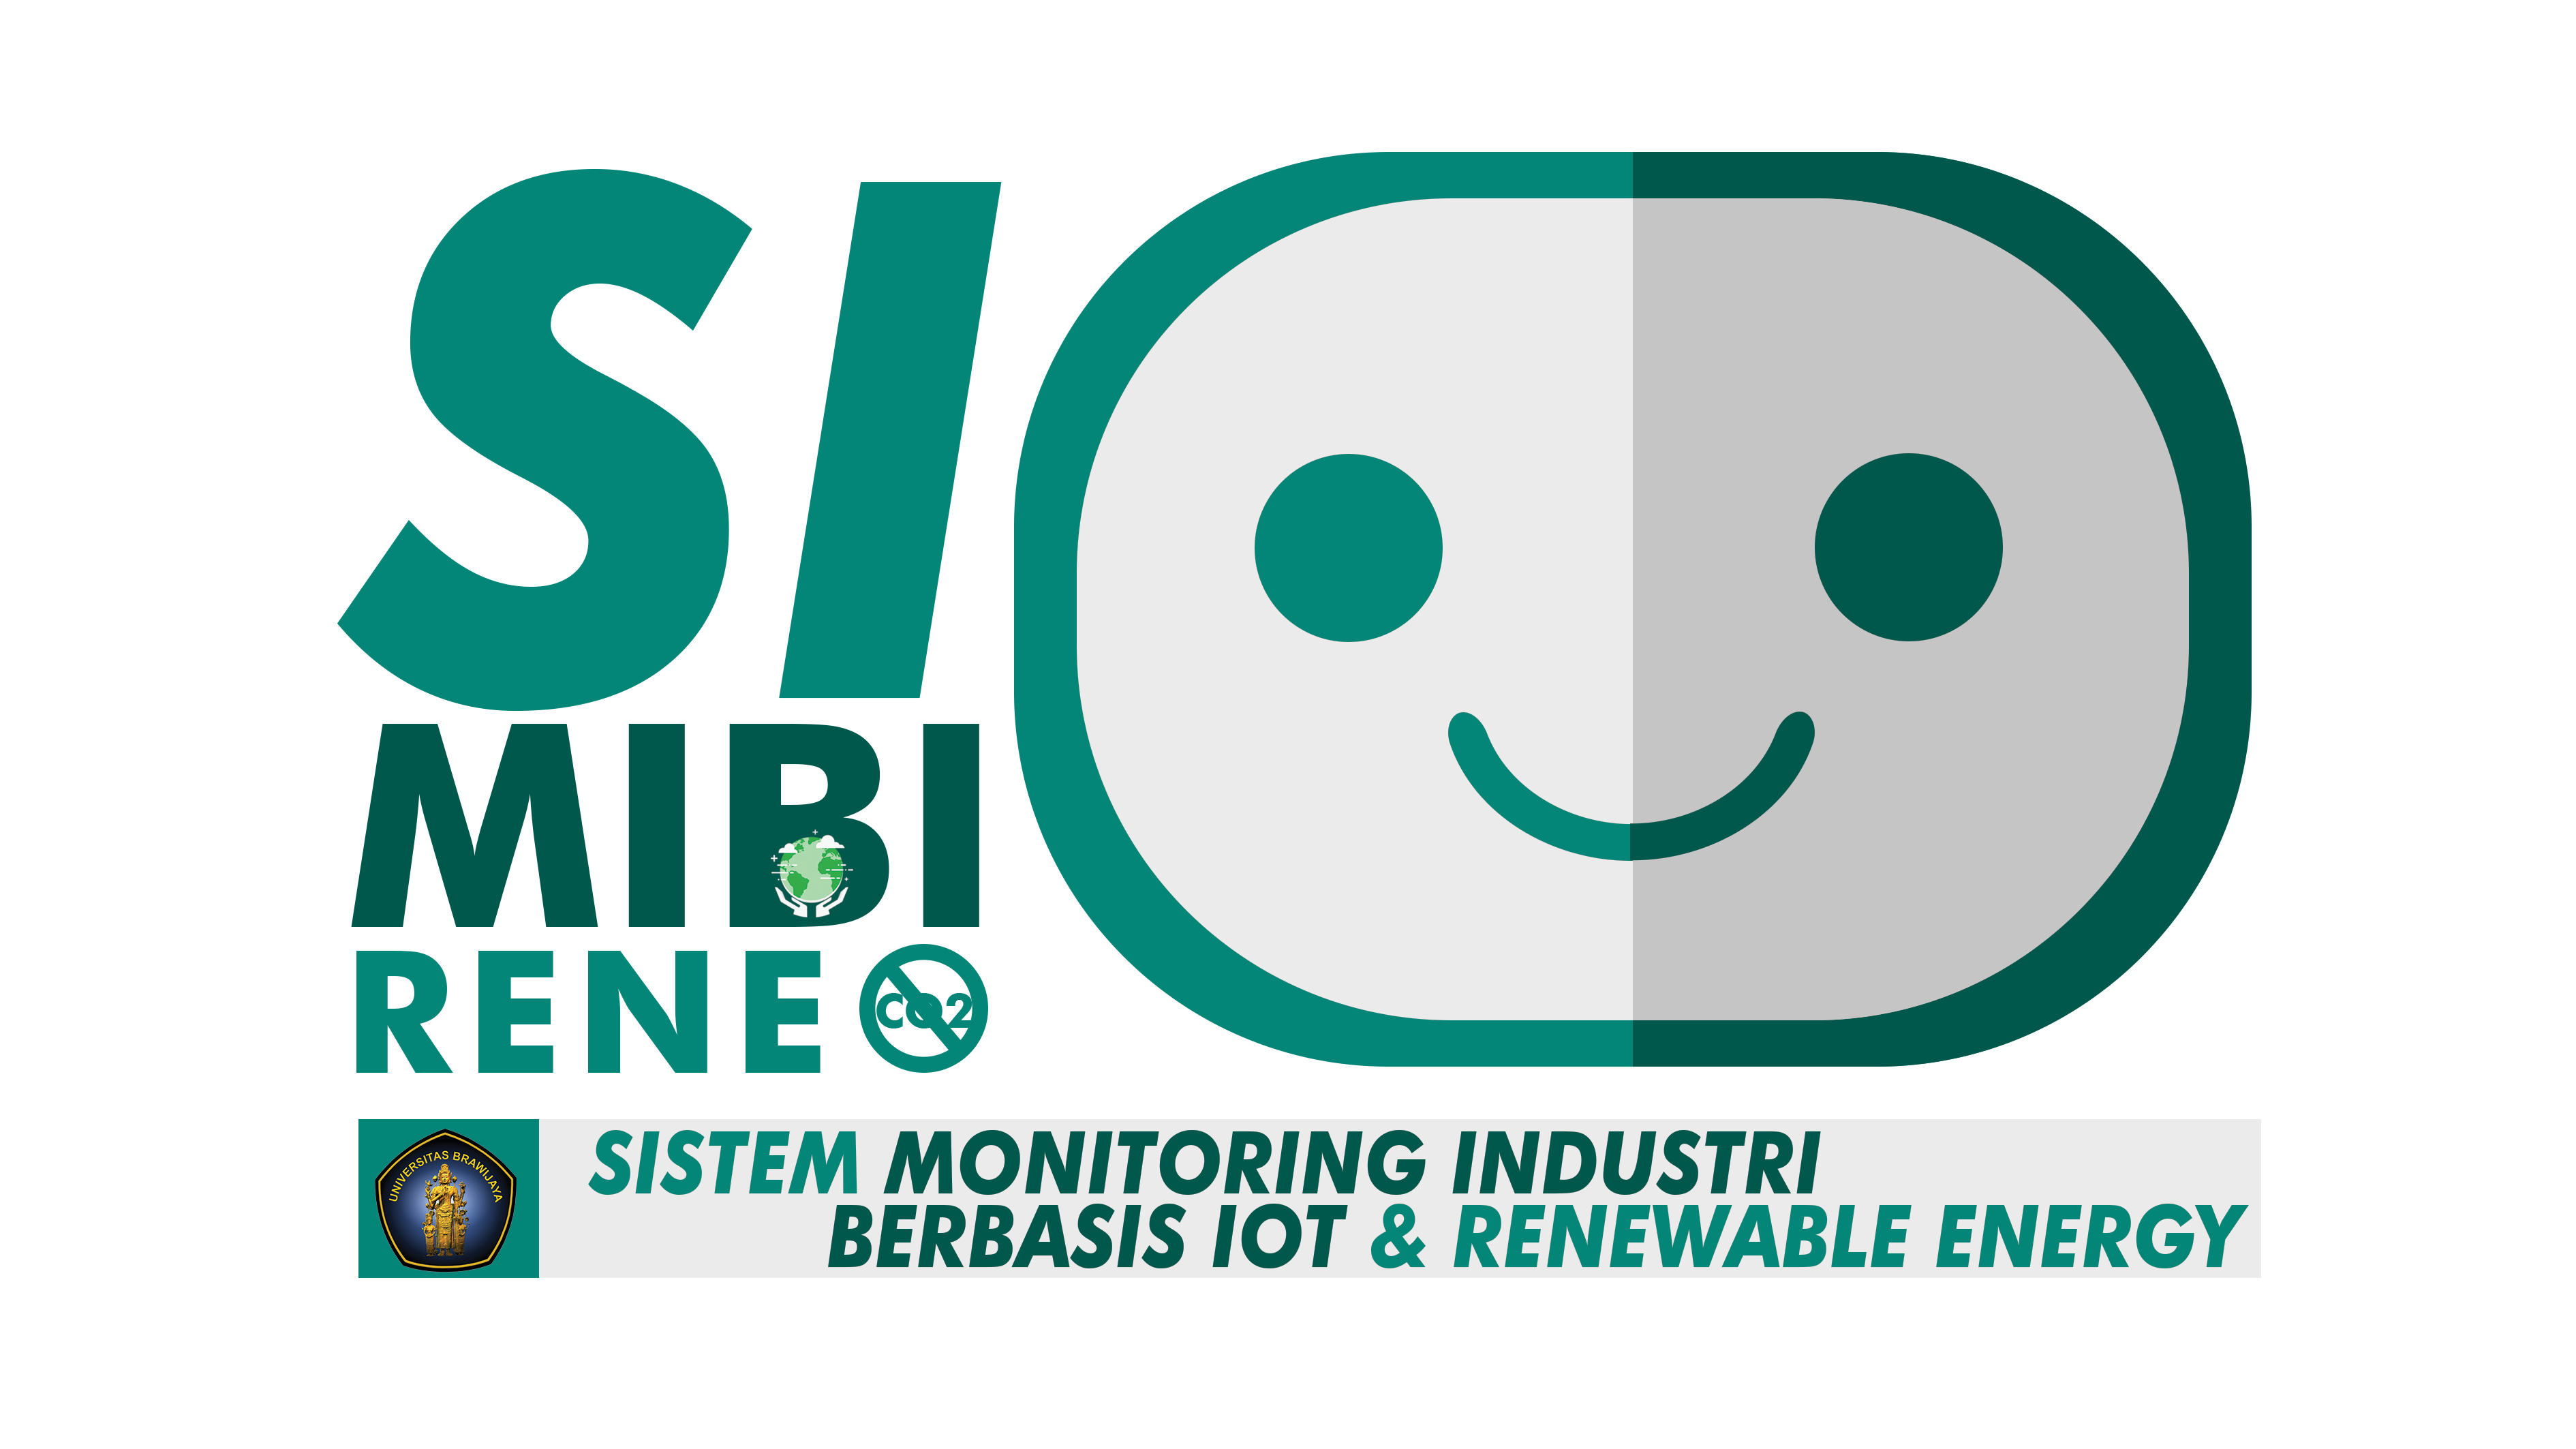 SI
MIBI
RENE
CO2
UNIVERSITAS BRAWIJAYA
SISTEM MONITORING INDUSTRI
BERBASIS IOT & RENEWABLE ENERGY